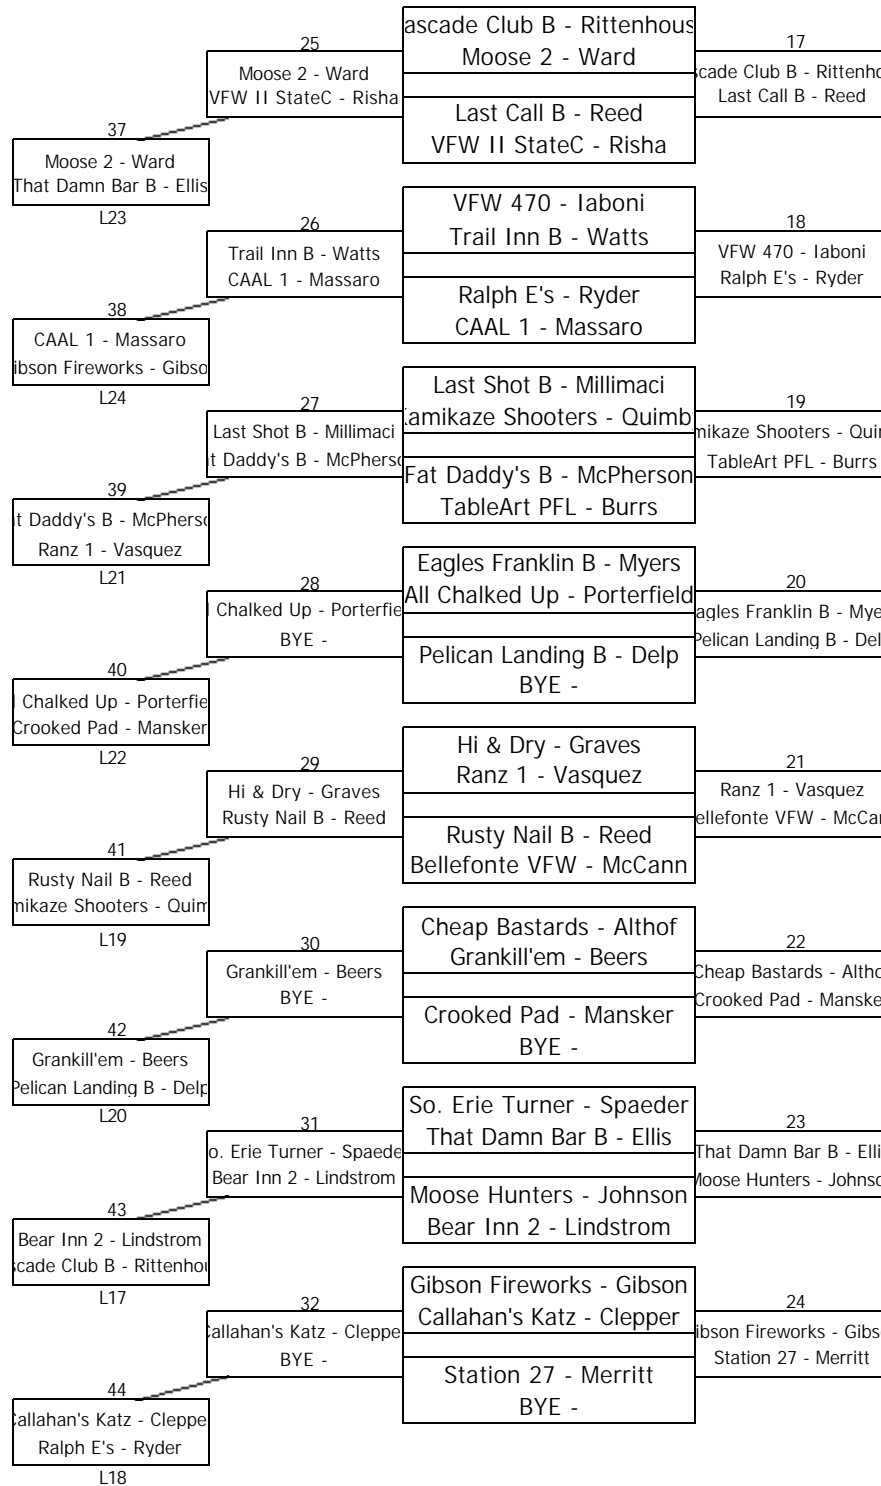 25
Moose 2 - Ward
VFW II StateC - Risha
37
Moose 2 - Ward
That Damn Bar B - Ellis
L23
26
Trail Inn B - Watts
CAAL 1 - Massaro
38
CAAL 1 - Massaro
ibson Fireworks - Gibso
L24
27
Last Shot B - Millimaci
t Daddy's B - McPherso
39
t Daddy's B - McPherso
Ranz 1 - Vasquez
L21
28
l Chalked Up - Porterfie
BYE -
40
l Chalked Up - Porterfie
Crooked Pad - Mansker
L22
29
Hi & Dry - Graves
Rusty Nail B - Reed
41
Rusty Nail B - Reed
mikaze Shooters - Quim
L19
30
Grankill'em - Beers
BYE -
42
Grankill'em - Beers
Pelican Landing B - Delp
L20
31
o. Erie Turner - Spaede
Bear Inn 2 - Lindstrom
43
Bear Inn 2 - Lindstrom
scade Club B - Rittenhou
L17
32
Callahan's Katz - Cleppe
BYE -
44
Callahan's Katz - Cleppe
Ralph E's - Ryder
L18
ascade Club B - Rittenhous
Moose 2 - Ward
Last Call B - Reed
VFW II StateC - Risha
VFW 470 - Iaboni
Trail Inn B - Watts
Ralph E's - Ryder
CAAL 1 - Massaro
Last Shot B - Millimaci
Kamikaze Shooters - Quimb
Fat Daddy's B - McPherson
TableArt PFL - Burrs
Eagles Franklin B - Myers
All Chalked Up - Porterfield
Pelican Landing B - Delp
BYE -
Hi & Dry - Graves
Ranz 1 - Vasquez
Rusty Nail B - Reed
Bellefonte VFW - McCann
Cheap Bastards - Althof
Grankill'em - Beers
Crooked Pad - Mansker
BYE -
So. Erie Turner - Spaeder
That Damn Bar B - Ellis
Moose Hunters - Johnson
Bear Inn 2 - Lindstrom
Gibson Fireworks - Gibson
Callahan's Katz - Clepper
Station 27 - Merritt
BYE -
17
scade Club B - Rittenho
Last Call B - Reed
18
VFW 470 - Iaboni
Ralph E's - Ryder
19
mikaze Shooters - Quim
TableArt PFL - Burrs
20
agles Franklin B - Mye
Pelican Landing B - Del
21
Ranz 1 - Vasquez
ellefonte VFW - McCan
22
Cheap Bastards - Altho
Crooked Pad - Manske
23
That Damn Bar B - Elli
Moose Hunters - Johnso
24
ibson Fireworks - Gibs
Station 27 - Merritt